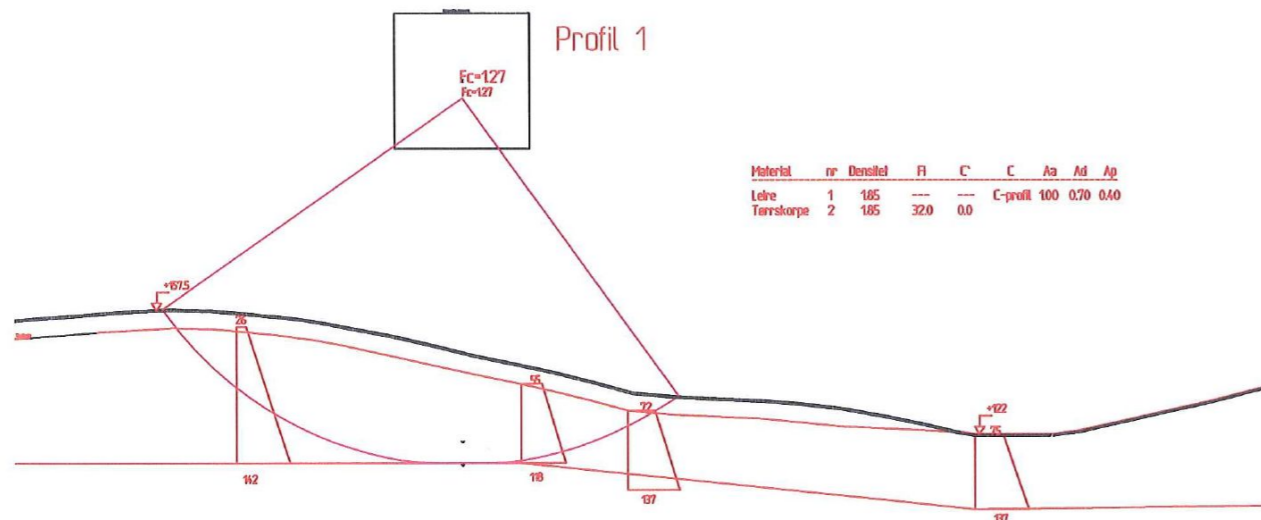 Profil 1
Fc=1.27
Fc=1.27
Material nr Densitet Fi C' C Aa Ad Ap
Leire 1 1.85 --- --- C-profil 1.00 0.70 0.40
Tørrskorpe 2 1.85 32.0 0.0
+157.5
26
55
72
+122
75
142
118
137
137